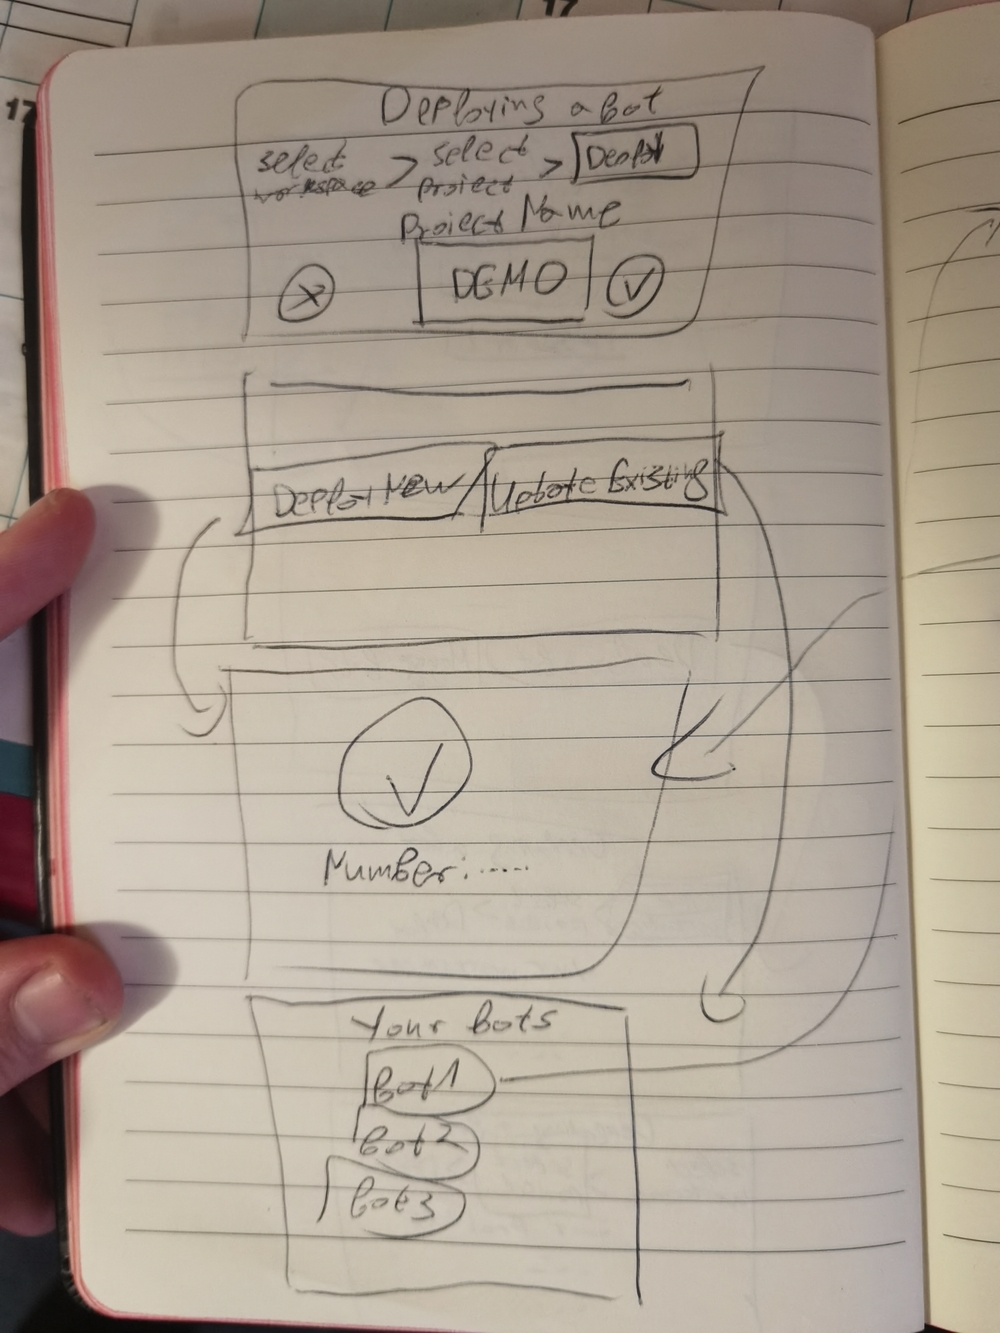 17
17
Deploying a bot
select workspace > select project > Deploy
Project Name
DEMO
Deploy New / Update Existing
Number:......
Your bots
Bot1
Bot2
Bot3